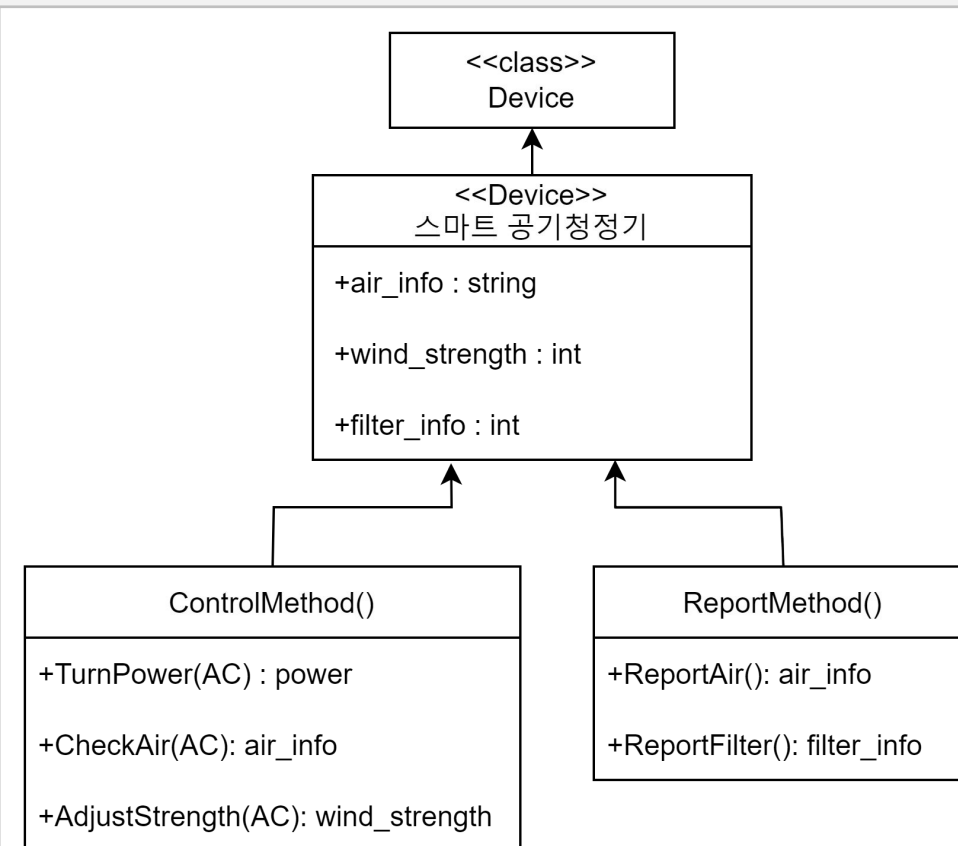 <<class>>
Device
<<Device>>
스마트 공기청정기
+air_info : string
+wind_strength : int
+filter_info : int
ControlMethod()
+TurnPower(AC) : power
+CheckAir(AC): air_info
+AdjustStrength(AC): wind_strength
ReportMethod()
+ReportAir(): air_info
+ReportFilter(): filter_info